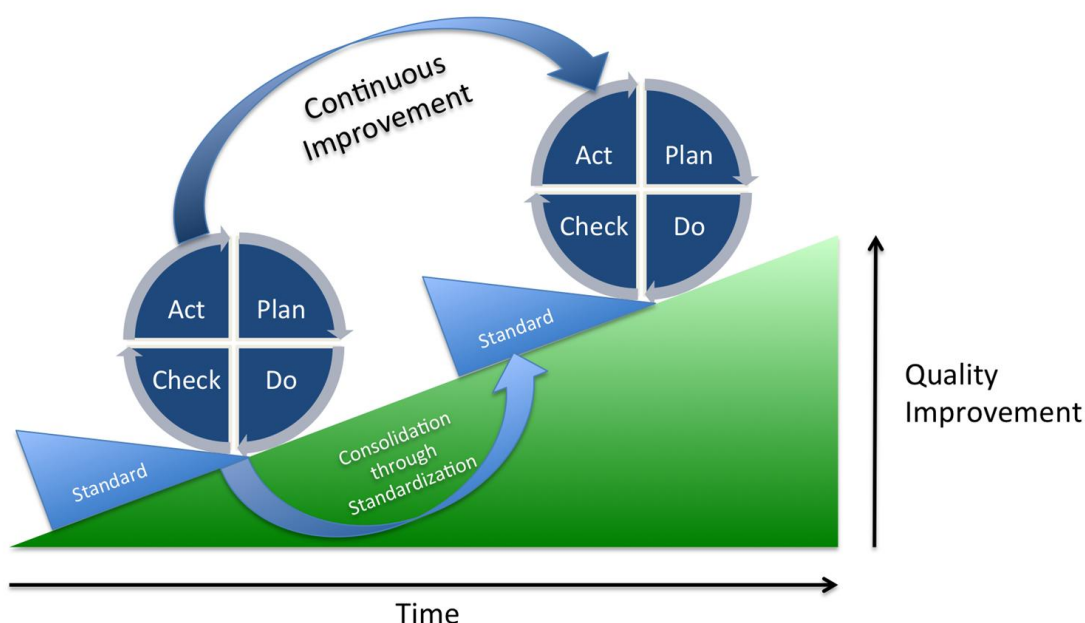 Continuous
Improvement
Act
Plan
Check
Do
Act
Plan
Check
Do
Standard
Standard
Consolidation
through
Standardization
Quality
Improvement
Time